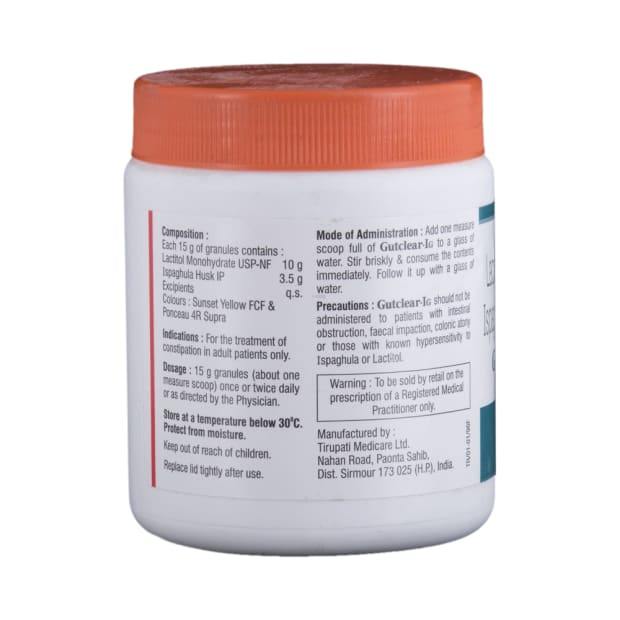 Composition :
Each 15 g of granules contains :
Lactitol Monohydrate USP-NF 10 g
Ispaghula Husk IP 3.5 g
Excipients q.s.
Colours : Sunset Yellow FCF &
Ponceau 4R Supra
Indications : For the treatment of
constipation in adult patients only.
Dosage : 15 g granules (about one
measure scoop) once or twice daily
or as directed by the Physician.
Store at a temperature below 30°C.
Protect from moisture.
Keep out of reach of children.
Replace lid tightly after use.
Mode of Administration : Add one measure
scoop full of Gutclear-IG to a glass of
water. Stir briskly & consume the contents
immediately. Follow it up with a glass of
water.
Precautions : Gutclear-IG should not be
administered to patients with intestinal
obstruction, faecal impaction, colonic atony
or those with known hypersensitivity to
Ispaghula or Lactitol.
Warning : To be sold by retail on the
prescription of a Registered Medical
Practitioner only.
Manufactured by :
Tirupati Medicare Ltd.
Nahan Road, Paonta Sahib,
Dist. Sirmour 173 025 (H.P.), India.